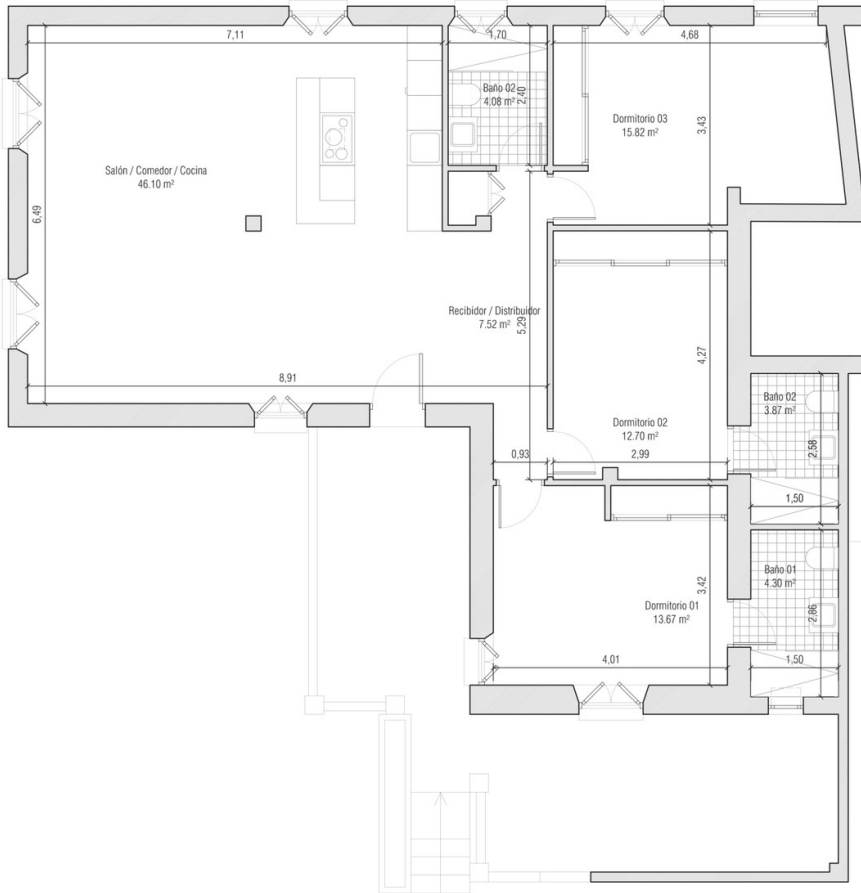 7,11
1,70
4,68
Baño 02
4.08 m²
2,40
Dormitorio 03
15.82 m²
3,43
Salón / Comedor / Cocina
46.10 m²
6,49
Recibidor / Distribuidor
7.52 m²
5,29
4,27
8,91
Baño 02
3.87 m²
2,58
Dormitorio 02
12.70 m²
0,93
2,99
1,50
3,42
Baño 01
4.30 m²
2,86
Dormitorio 01
13.67 m²
4,01
1,50